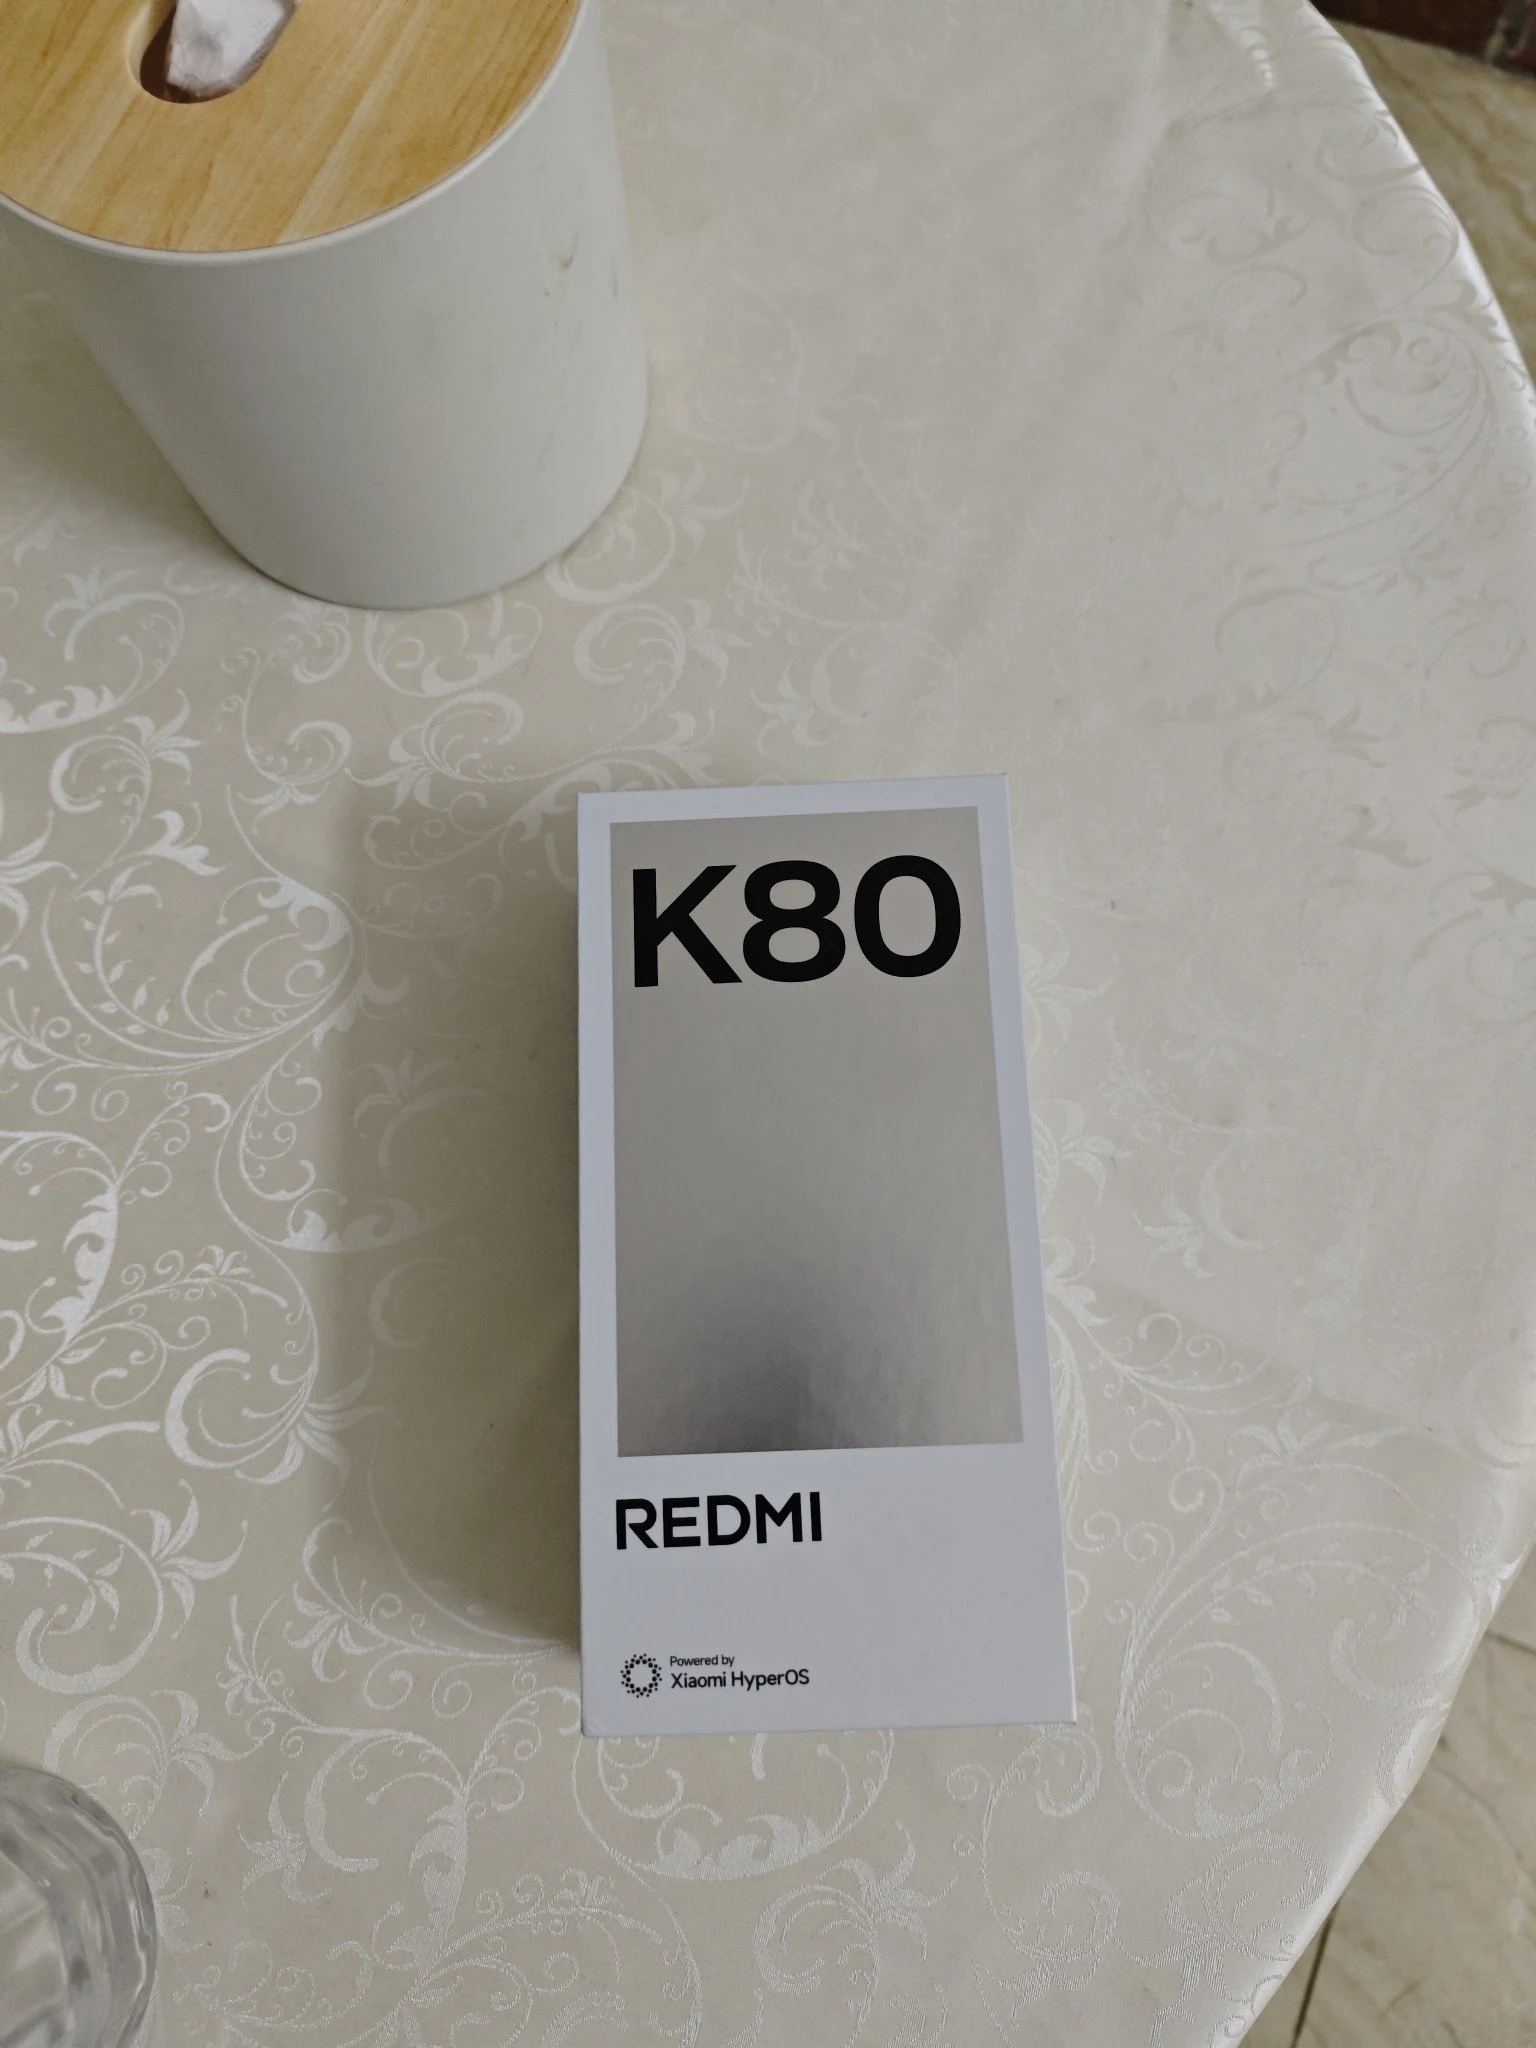 K80
REDMI
Powered by
Xiaomi HyperOS